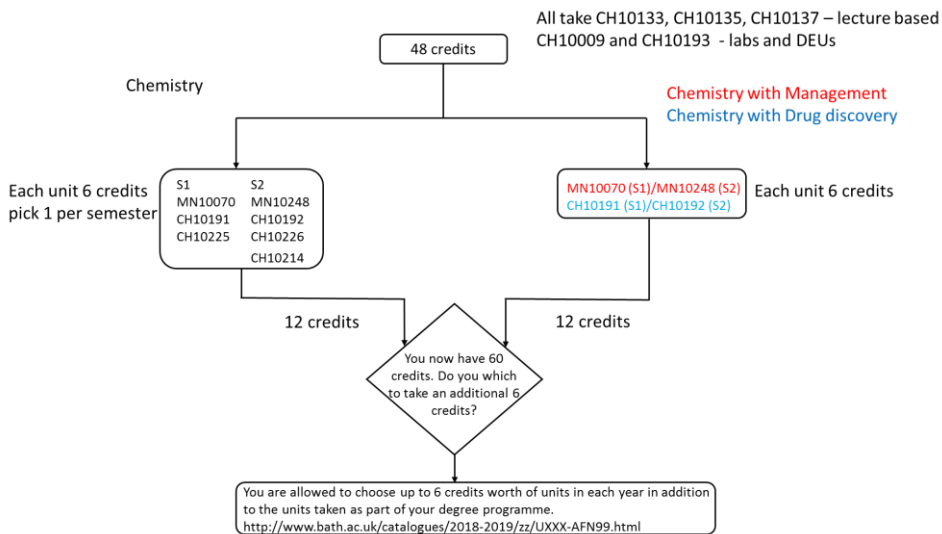 All take CH10133, CH10135, CH10137 – lecture based
CH10009 and CH10193  - labs and DEUs
48 credits
Chemistry
Chemistry with Management
Chemistry with Drug discovery
Each unit 6 credits
pick 1 per semester
S1 S2
MN10070 MN10248
CH10191 CH10192
CH10225 CH10226
CH10214
MN10070 (S1)/MN10248 (S2)
CH10191 (S1)/CH10192 (S2)
Each unit 6 credits
12 credits
12 credits
You now have 60
credits. Do you which
to take an additional 6
credits?
You are allowed to choose up to 6 credits worth of units in each year in addition
to the units taken as part of your degree programme.
http://www.bath.ac.uk/catalogues/2018-2019/zz/UXXX-AFN99.html